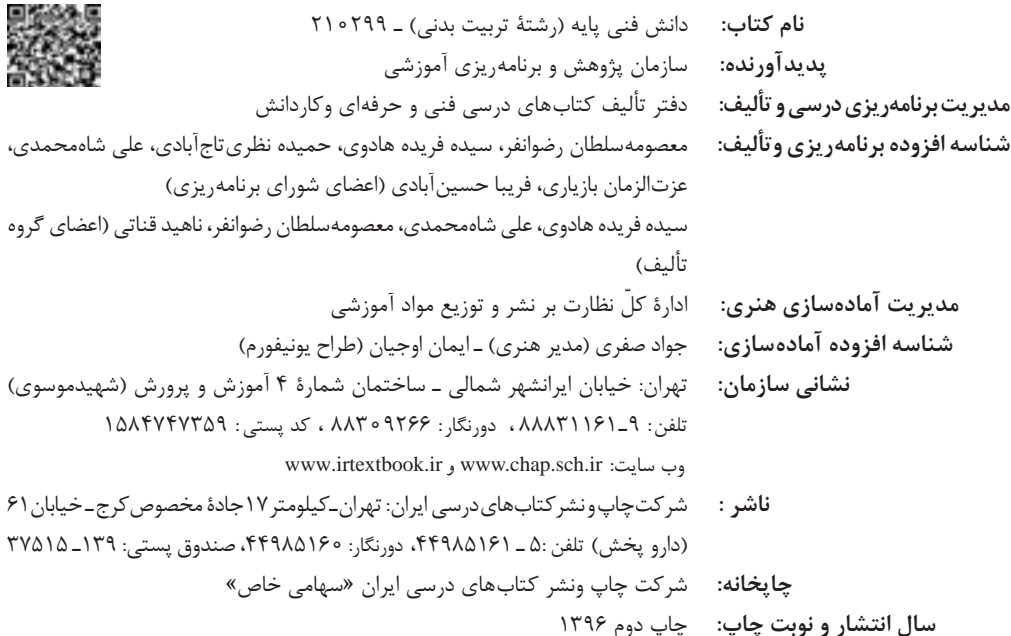 نام کتاب: دانش فنی پایه (رشتهٔ تربیت بدنی) ـ ۲۱۰۲۹۹
پدیدآورنده: سازمان پژوهش و برنامه‌ریزی آموزشی
مدیریت برنامه‌ریزی درسی و تألیف: دفتر تألیف کتاب‌های درسی فنی و حرفه‌ای وکاردانش
شناسه افزوده برنامه‌ریزی وتألیف: معصومه‌سلطان رضوانفر، سیده فریده هادوی، حمیده نظری‌تاج‌آبادی، علی شاه‌محمدی،
عزت‌الزمان بازیاری، فریبا حسین‌آبادی (اعضای شورای برنامه‌ریزی)
سیده فریده هادوی، علی شاه‌محمدی، معصومه‌سلطان رضوانفر، ناهید قناتی (اعضای گروه
تألیف)
مدیریت آماده‌سازی هنری: ادارهٔ کلّ نظارت بر نشر و توزیع مواد آموزشی
شناسه افزوده آماده‌سازی: جواد صفری (مدیر هنری) ـ ایمان اوجیان (طراح یونیفورم)
نشانی سازمان: تهران: خیابان ایرانشهر شمالی ـ ساختمان شمارهٔ ۴ آموزش و پرورش (شهیدموسوی)
تلفن: ۹ـ۸۸۸۳۱۱۶۱ ، دورنگار: ۸۸۳۰۹۲۶۶ ، کد پستی: ۱۵۸۴۷۴۷۳۵۹
وب سایت: www.chap.sch.ir و www.irtextbook.ir
ناشر : شرکت‌چاپ‌ونشرکتاب‌های‌درسی ایران: تهران‌ـ‌کیلومتر ۱۷ جادهٔ مخصوص کرج ـ خیابان ۶۱
(دارو پخش) تلفن :۵ ـ ۴۴۹۸۵۱۶۱، دورنگار: ۴۴۹۸۵۱۶۰، صندوق پستی: ۱۳۹ـ ۳۷۵۱۵
چاپخانه: شرکت چاپ ونشر کتاب‌های درسی ایران «سهامی خاص»
سال انتشار و نوبت چاپ: چاپ دوم ۱۳۹۶